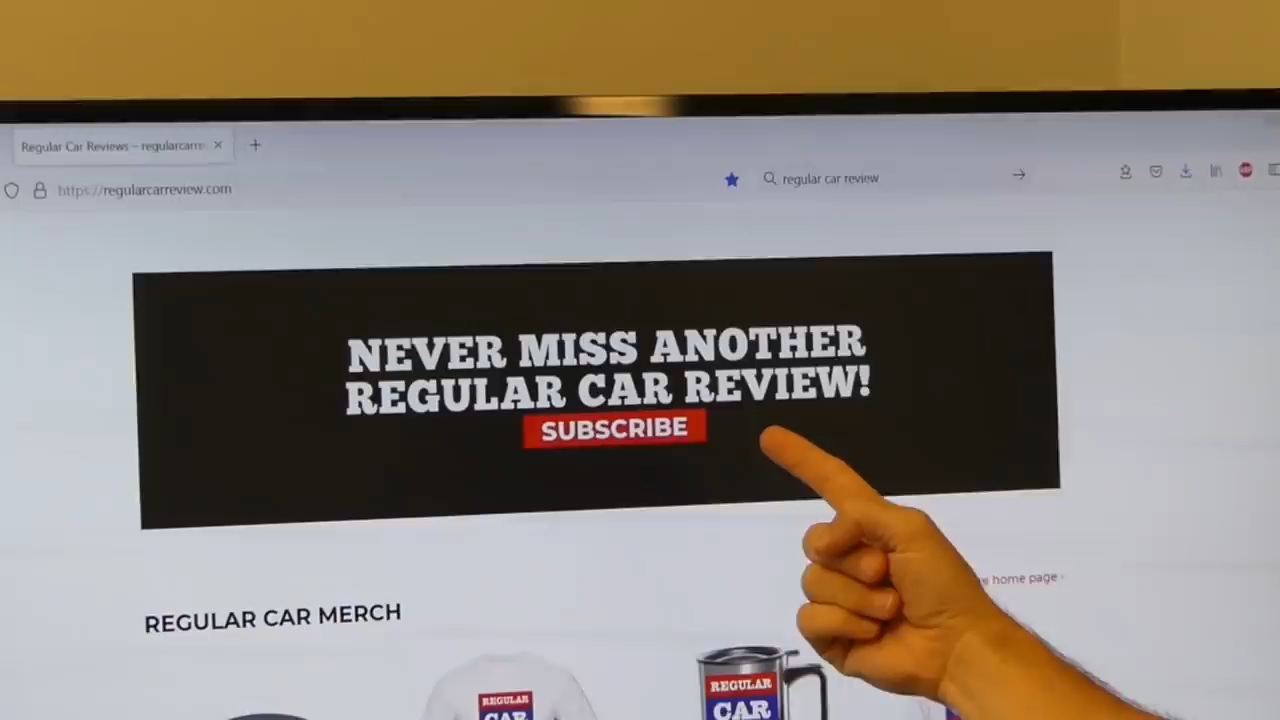 Regular Car Reviews – regularcarre
https://regularcarreview.com
regular car review
NEVER MISS ANOTHER
REGULAR CAR REVIEW!
SUBSCRIBE
home page
REGULAR CAR MERCH
REGULAR
CAR
REGULAR
CAR